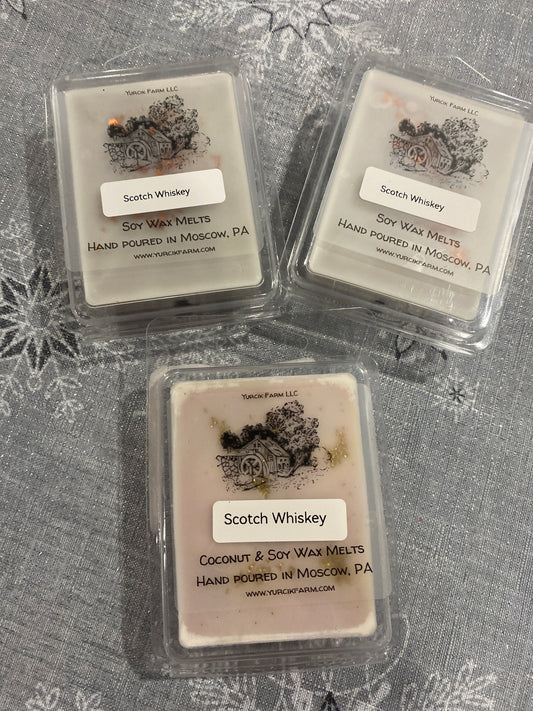 Yurcik Farm LLC
Scotch Whiskey
Soy Wax Melts
Hand poured in Moscow, PA
www.yurcikfarm.com
Yurcik Farm LLC
Scotch Whiskey
Soy Wax Melts
Hand poured in Moscow, PA
www.yurcikfarm.com
Yurcik Farm LLC
Scotch Whiskey
Coconut & Soy Wax Melts
Hand poured in Moscow, PA
www.yurcikfarm.com